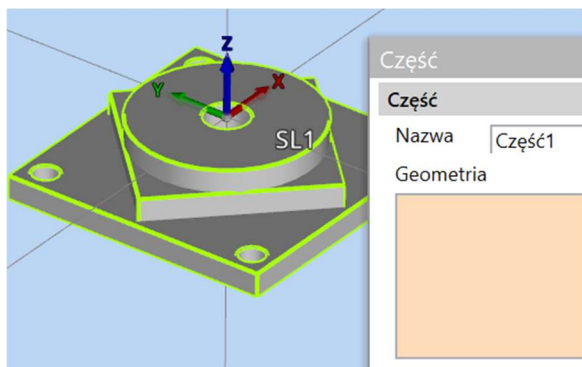 Z
Y
X
SL1
Część
Część
Nazwa
Część1
Geometria